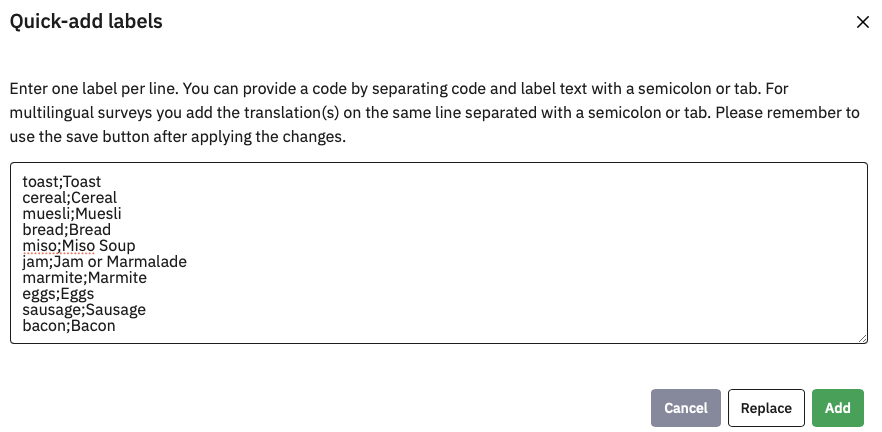 Quick-add labels
Enter one label per line. You can provide a code by separating code and label text with a semicolon or tab. For
multilingual surveys you add the translation(s) on the same line separated with a semicolon or tab. Please remember to
use the save button after applying the changes.
toast;Toast
cereal;Cereal
muesli;Muesli
bread;Bread
miso;Miso Soup
jam;Jam or Marmalade
marmite;Marmite
eggs;Eggs
sausage;Sausage
bacon;Bacon
Cancel Replace Add